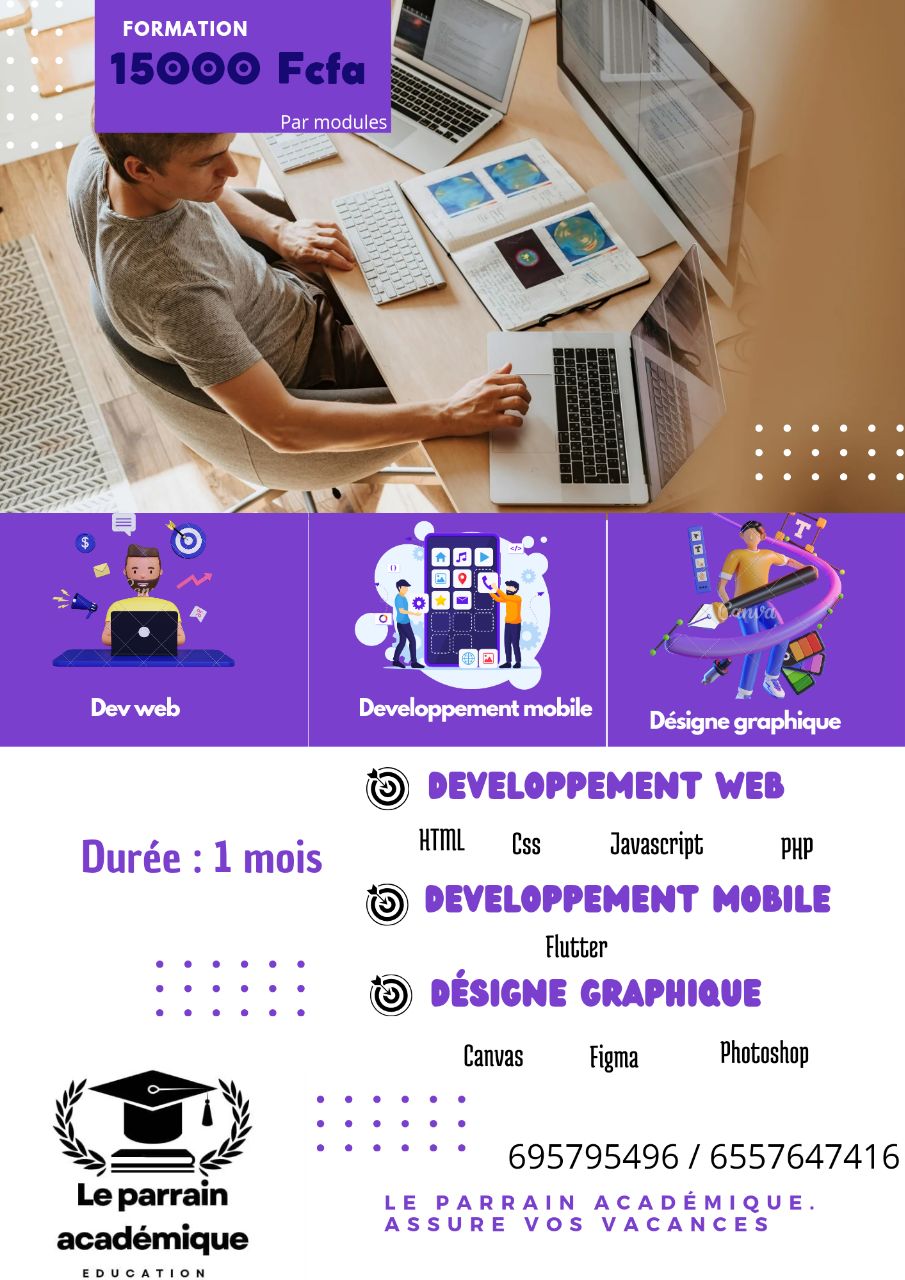 FORMATION
15000 Fcfa
Par modules
Dev web
Developpement mobile
Désigne graphique
Canva
DEVELOPPEMENT WEB
HTML Css Javascript PHP
Durée : 1 mois
DEVELOPPEMENT MOBILE
Flutter
DÉSIGNE GRAPHIQUE
Canvas Figma Photoshop
695795496 / 6557647416
LE PARRAIN ACADÉMIQUE.
ASSURE VOS VACANCES
Le parrain
académique
EDUCATION